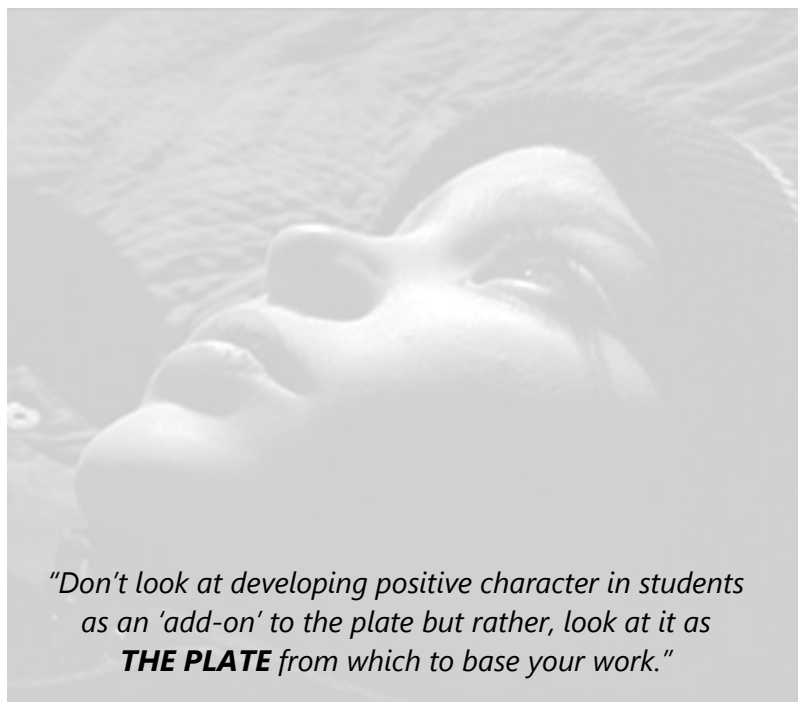 “Don’t look at developing positive character in students
as an ‘add-on’ to the plate but rather, look at it as
THE PLATE from which to base your work.”